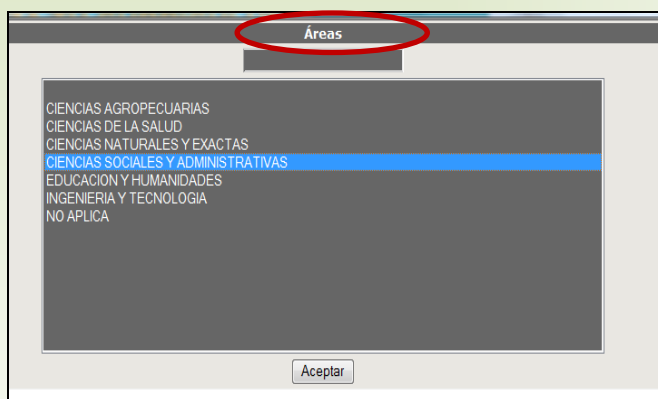 Áreas
CIENCIAS AGROPECUARIAS
CIENCIAS DE LA SALUD
CIENCIAS NATURALES Y EXACTAS
CIENCIAS SOCIALES Y ADMINISTRATIVAS
EDUCACION Y HUMANIDADES
INGENIERIA Y TECNOLOGIA
NO APLICA
Aceptar